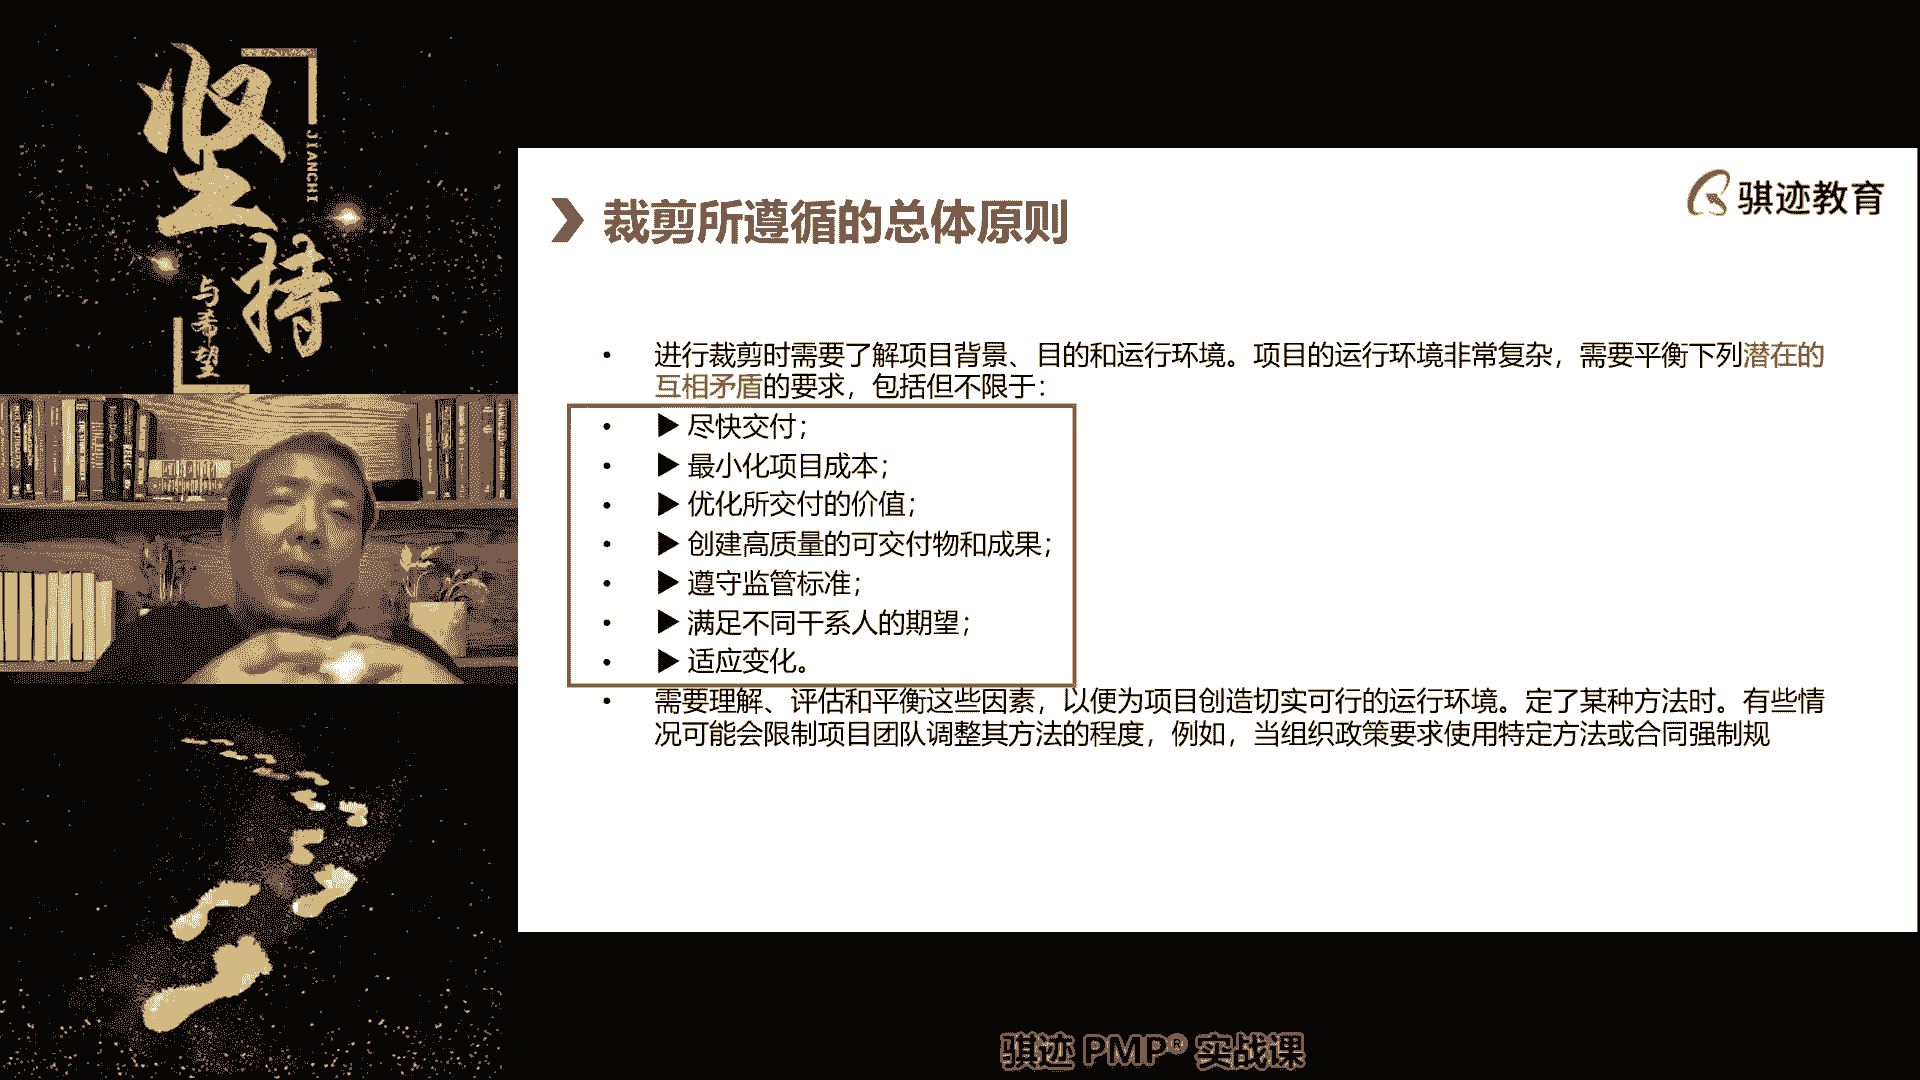 坚持
JIANCHI
与希望
骐迹教育
裁剪所遵循的总体原则
• 进行裁剪时需要了解项目背景、目的和运行环境。项目的运行环境非常复杂，需要平衡下列潜在的
互相矛盾的要求，包括但不限于：
• ▶ 尽快交付；
• ▶ 最小化项目成本；
• ▶ 优化所交付的价值；
• ▶ 创建高质量的可交付物和成果；
• ▶ 遵守监管标准；
• ▶ 满足不同干系人的期望；
• ▶ 适应变化。
• 需要理解、评估和平衡这些因素，以便为项目创造切实可行的运行环境。定了某种方法时。有些情
况可能会限制项目团队调整其方法的程度，例如，当组织政策要求使用特定方法或合同强制规
骐迹 PMP® 实战课